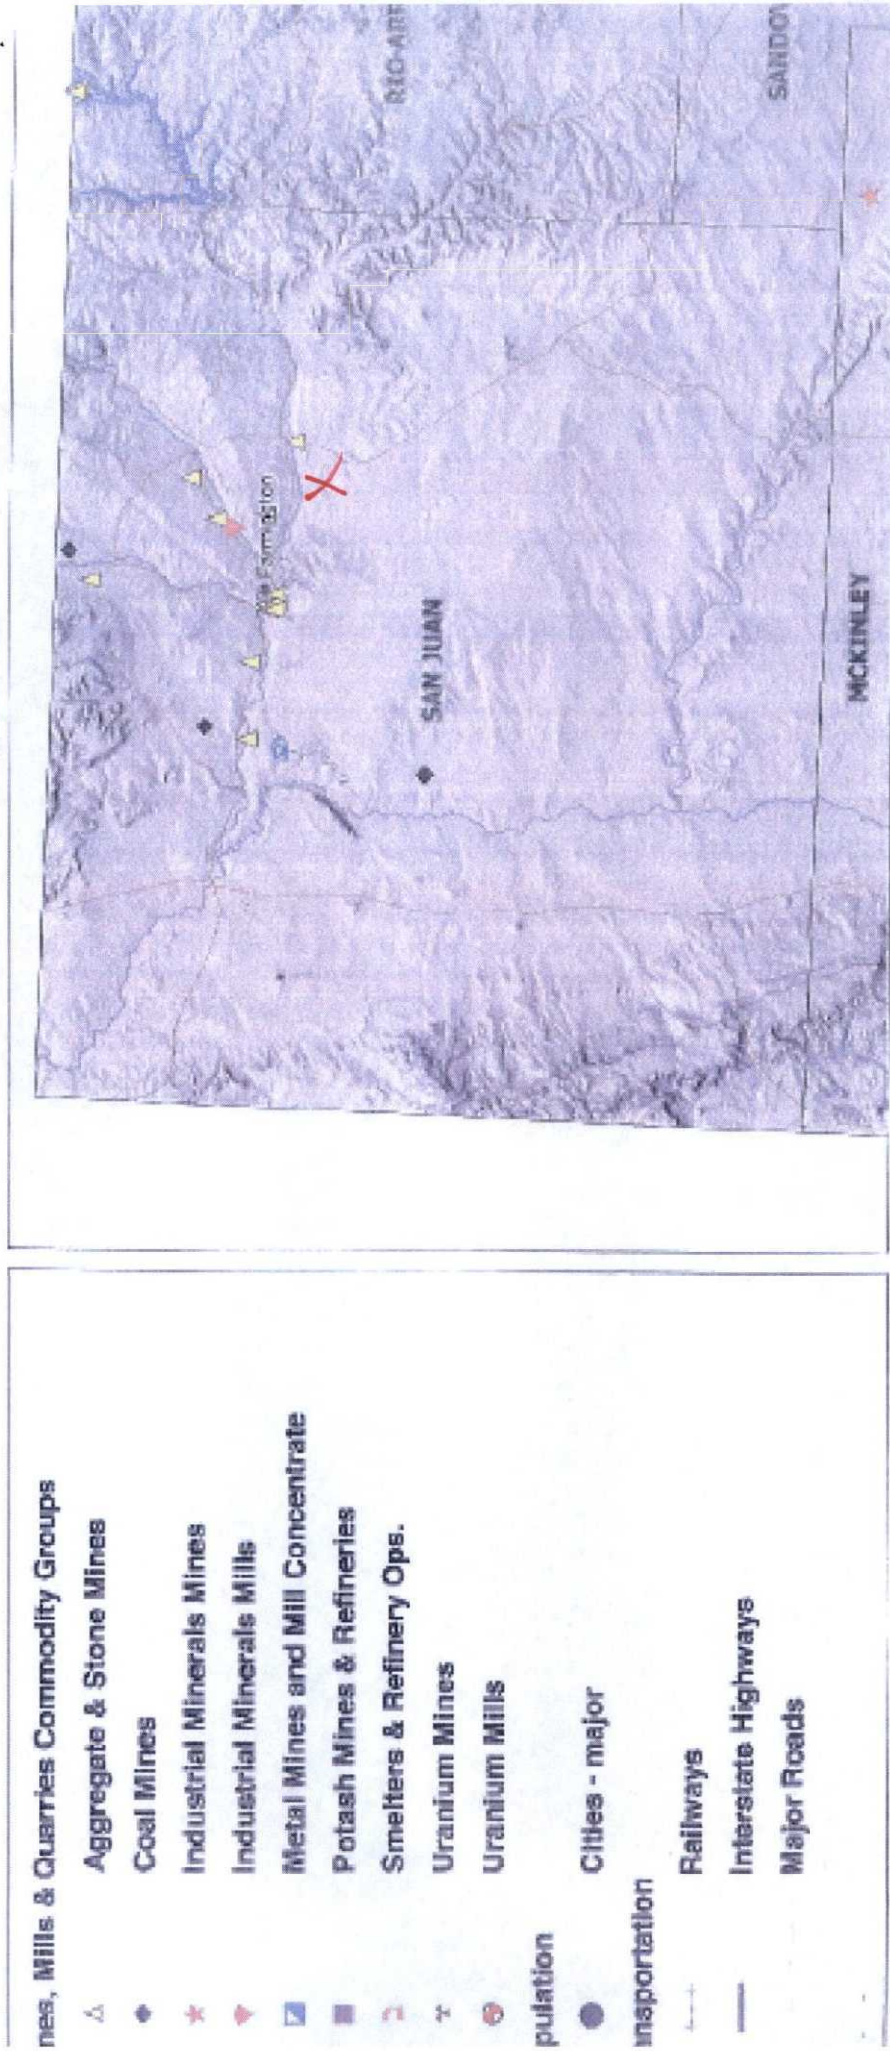 nes, Mills & Quarries Commodity Groups
Aggregate & Stone Mines
Coal Mines
Industrial Minerals Mines
Industrial Minerals Mills
Metal Mines and Mill Concentrate
Potash Mines & Refineries
Smelters & Refinery Ops.
Uranium Mines
Uranium Mills
pulation
Cities - major
nsportation
Railways
Interstate Highways
Major Roads
Farmington
SAN JUAN
RIO ARR
MCKINLEY
SANDOV